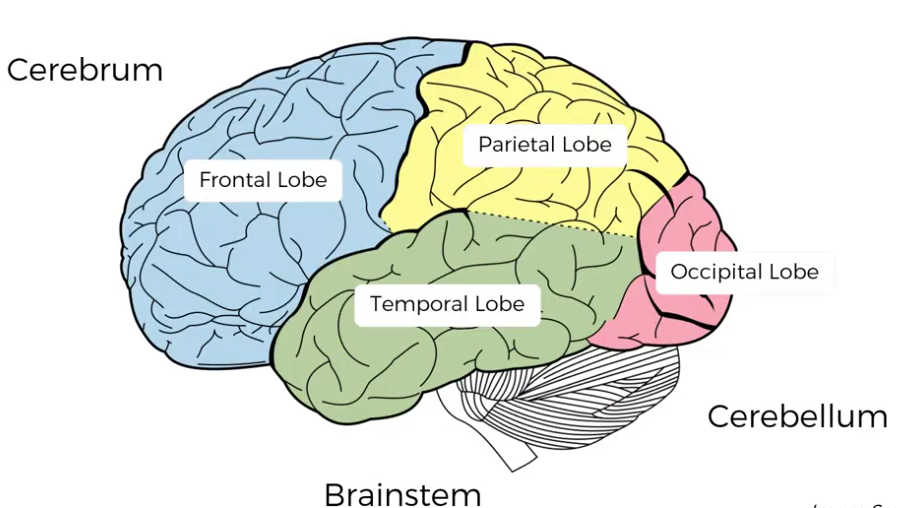 Cerebrum
Parietal Lobe
Frontal Lobe
Occipital Lobe
Temporal Lobe
Cerebellum
Brainstem